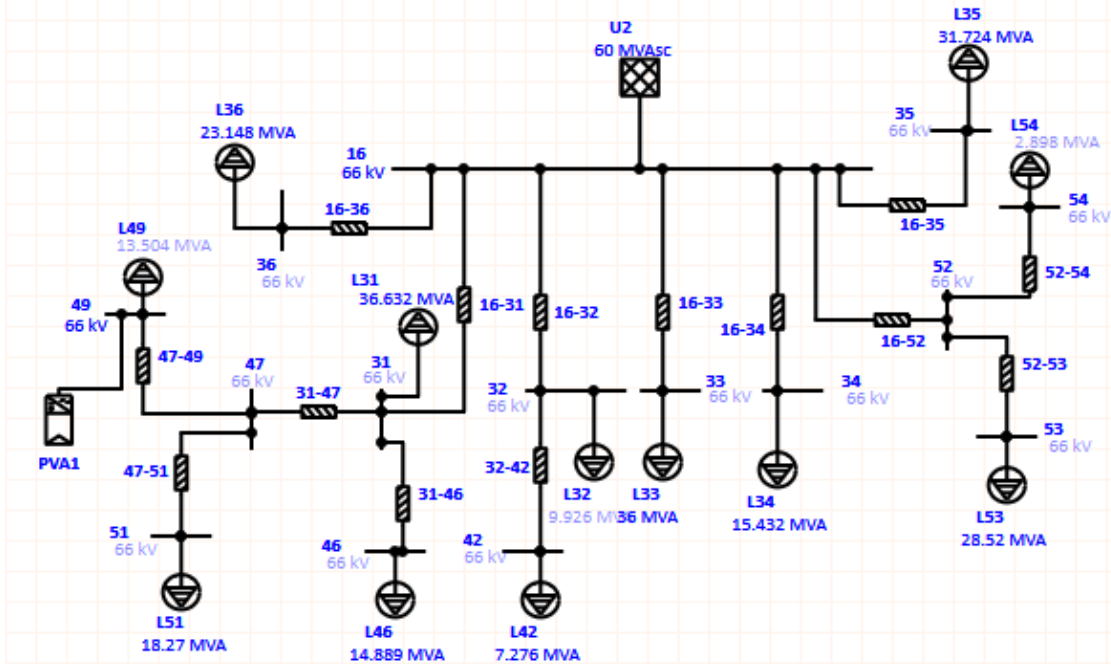 U2
60 MVAsc
L35
31.724 MVA
L36
23.148 MVA
35
66 kV
L54
2.898 MVA
16
66 kV
54
66 kV
16-36
16-35
L49
13.504 MVA
36
66 kV
L31
36.632 MVA
52
66 kV
52-54
49
66 kV
16-31
16-32
16-33
16-34
16-52
47-49
47
66 kV
31
66 kV
52-53
31-47
32
66 kV
33
66 kV
34
66 kV
53
66 kV
PVA1
47-51
31-46
32-42
L32
9.926 MVA
L33
36 MVA
L34
15.432 MVA
L53
28.52 MVA
51
66 kV
46
66 kV
42
66 kV
L51
18.27 MVA
L46
14.889 MVA
L42
7.276 MVA